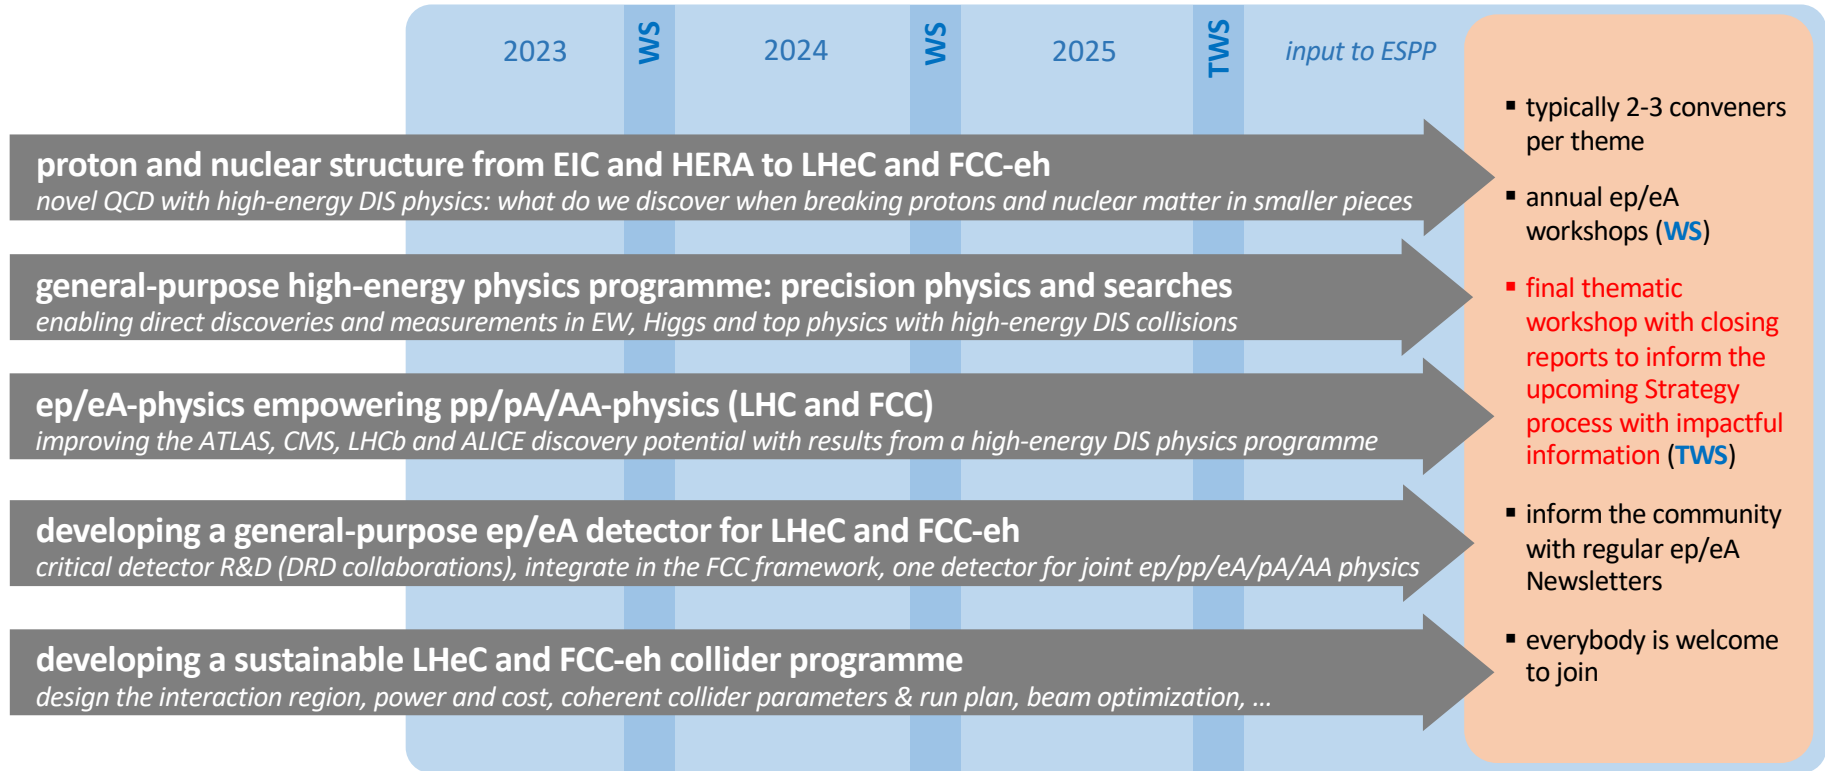 2023 WS 2024 WS 2025 TWS input to ESPP
proton and nuclear structure from EIC and HERA to LHeC and FCC-eh
novel QCD with high-energy DIS physics: what do we discover when breaking protons and nuclear matter in smaller pieces
general-purpose high-energy physics programme: precision physics and searches
enabling direct discoveries and measurements in EW, Higgs and top physics with high-energy DIS collisions
ep/eA-physics empowering pp/pA/AA-physics (LHC and FCC)
improving the ATLAS, CMS, LHCb and ALICE discovery potential with results from a high-energy DIS physics programme
developing a general-purpose ep/eA detector for LHeC and FCC-eh
critical detector R&D (DRD collaborations), integrate in the FCC framework, one detector for joint ep/pp/eA/pA/AA physics
developing a sustainable LHeC and FCC-eh collider programme
design the interaction region, power and cost, coherent collider parameters & run plan, beam optimization, ...
▪ typically 2-3 conveners
per theme
▪ annual ep/eA
workshops (WS)
▪ final thematic
workshop with closing
reports to inform the
upcoming Strategy
process with impactful
information (TWS)
▪ inform the community
with regular ep/eA
Newsletters
▪ everybody is welcome
to join